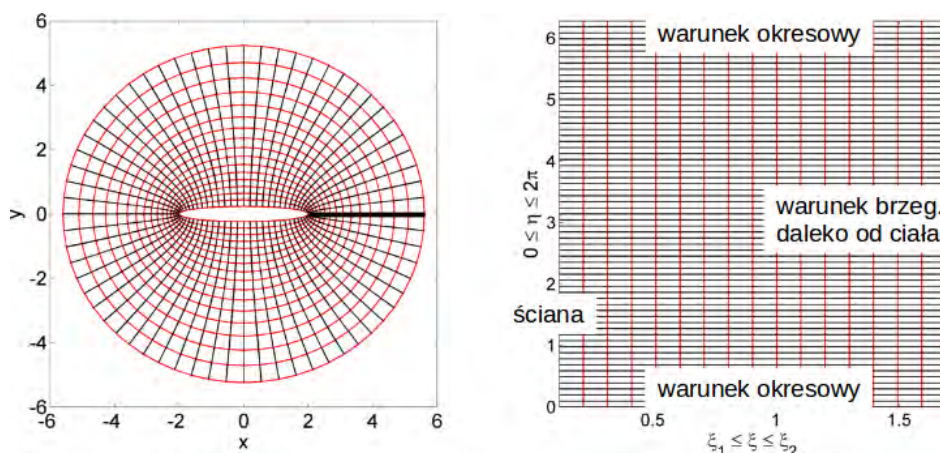 6
4
2
0
-2
-4
-6
y
-6 -4 -2 0 2 4 6
x
6
5
4
3
2
1
0
0 ≤ η ≤ 2π
warunek okresowy
warunek brzeg.
daleko od ciała
ściana
warunek okresowy
0.5 1 1.5
ξ₁ ≤ ξ ≤ ξ₂